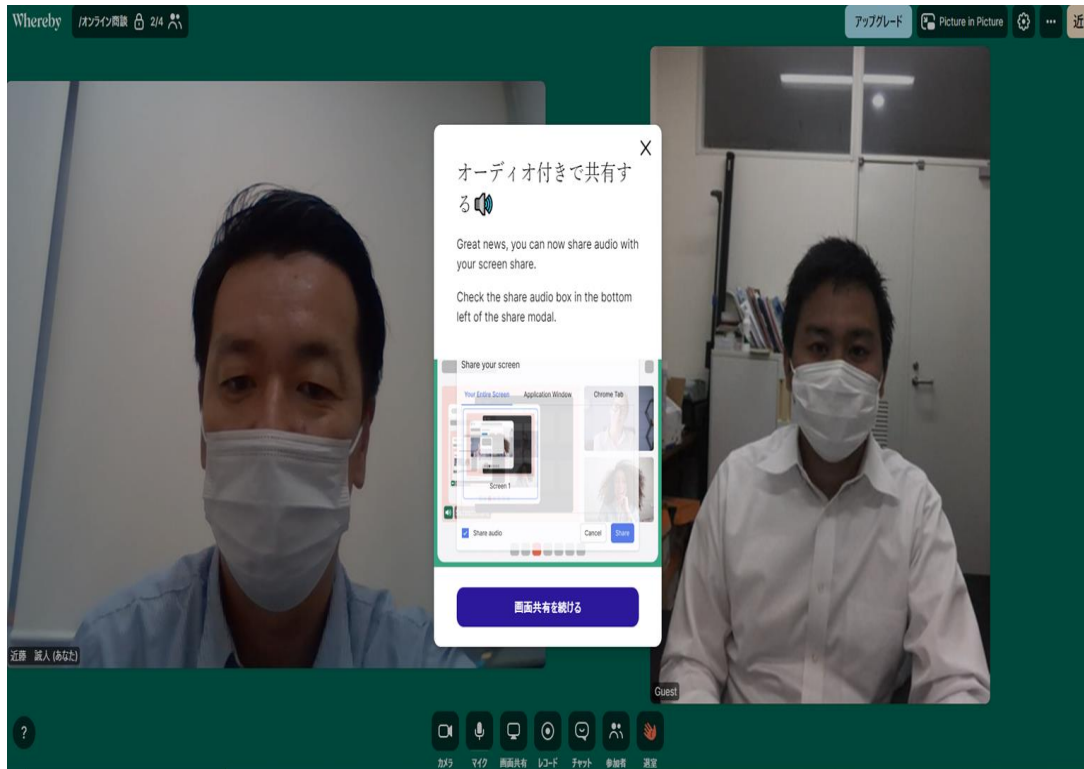 Whereby
/オンライン商談 2/4
アップグレード
Picture in Picture
近
オーディオ付きで共有す
る
Great news, you can now share audio with
your screen share.
Check the share audio box in the bottom
left of the share modal.
Share your screen
Your Entire Screen Application Window Chrome Tab
Screen 1
Share audio Cancel Share
画面共有を続ける
近藤 誠人 (あなた)
Guest
?
カメラ マイク 画面共有 レコード チャット 参加者 退室